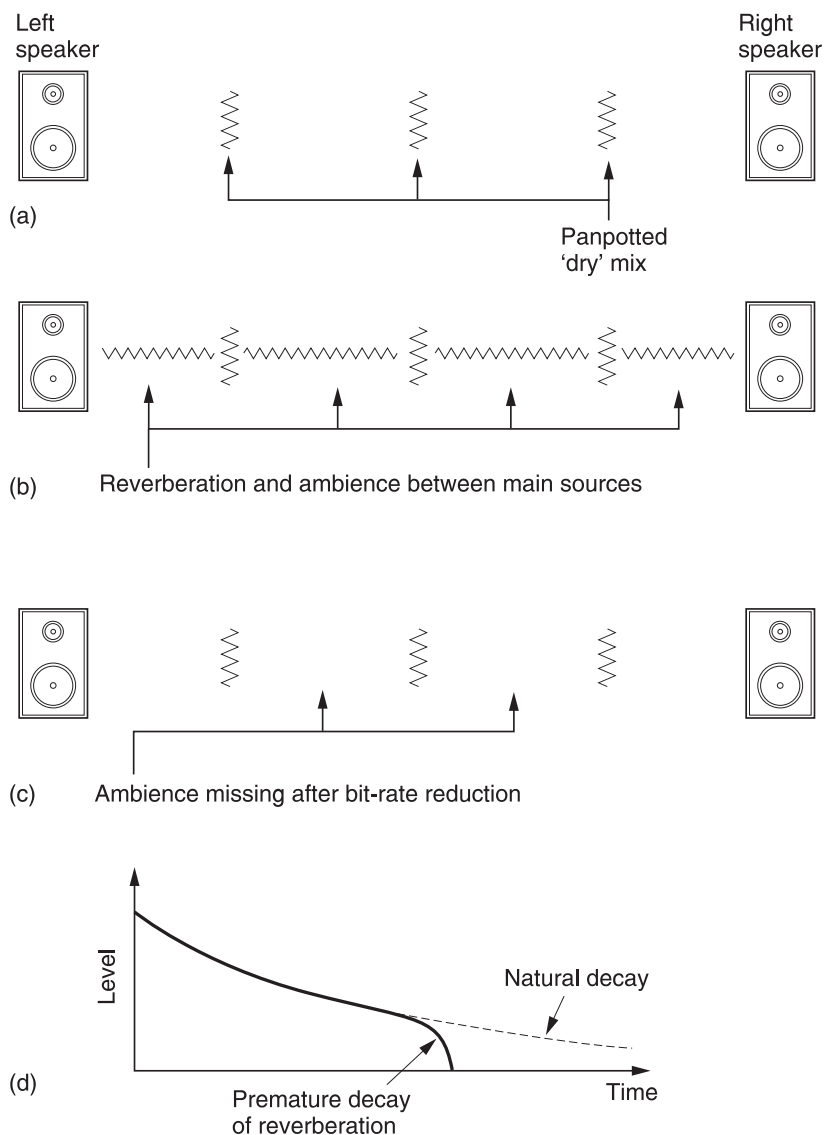 Left
speaker
Right
speaker
(a)
Panpotted
‘dry’ mix
(b)
Reverberation and ambience between main sources
(c)
Ambience missing after bit-rate reduction
Level
Natural decay
Time
(d)
Premature decay
of reverberation